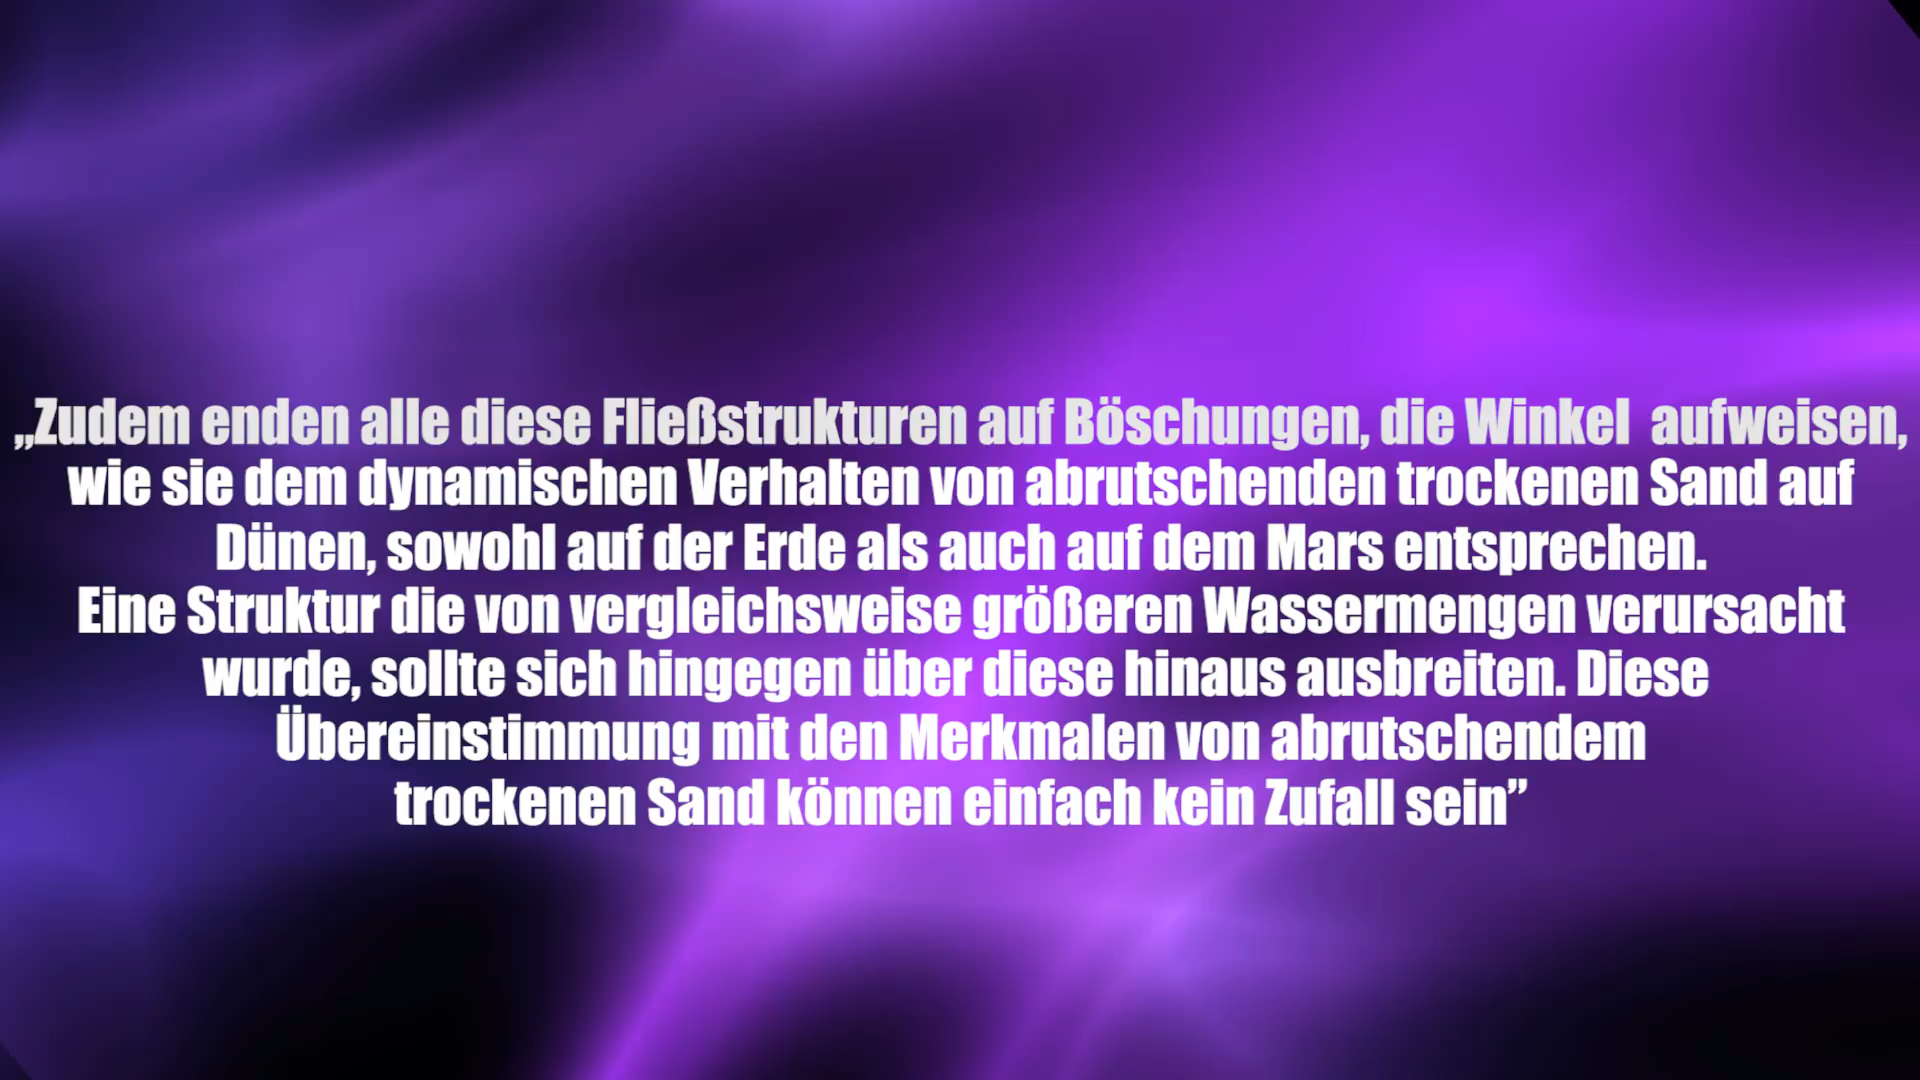 „Zudem enden alle diese Fließstrukturen auf Böschungen, die Winkel  aufweisen,
wie sie dem dynamischen Verhalten von abrutschenden trockenen Sand auf
Dünen, sowohl auf der Erde als auch auf dem Mars entsprechen.
Eine Struktur die von vergleichsweise größeren Wassermengen verursacht
wurde, sollte sich hingegen über diese hinaus ausbreiten. Diese
Übereinstimmung mit den Merkmalen von abrutschendem
trockenen Sand können einfach kein Zufall sein”